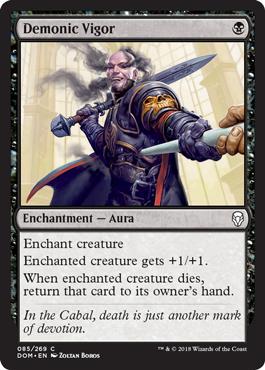 Demonic Vigor
Enchantment — Aura
Enchant creature
Enchanted creature gets +1/+1.
When enchanted creature dies,
return that card to its owner's hand.
In the Cabal, death is just another mark
of devotion.
085/269 C
DOM • EN Zoltan Boros
™ & © 2018 Wizards of the Coast